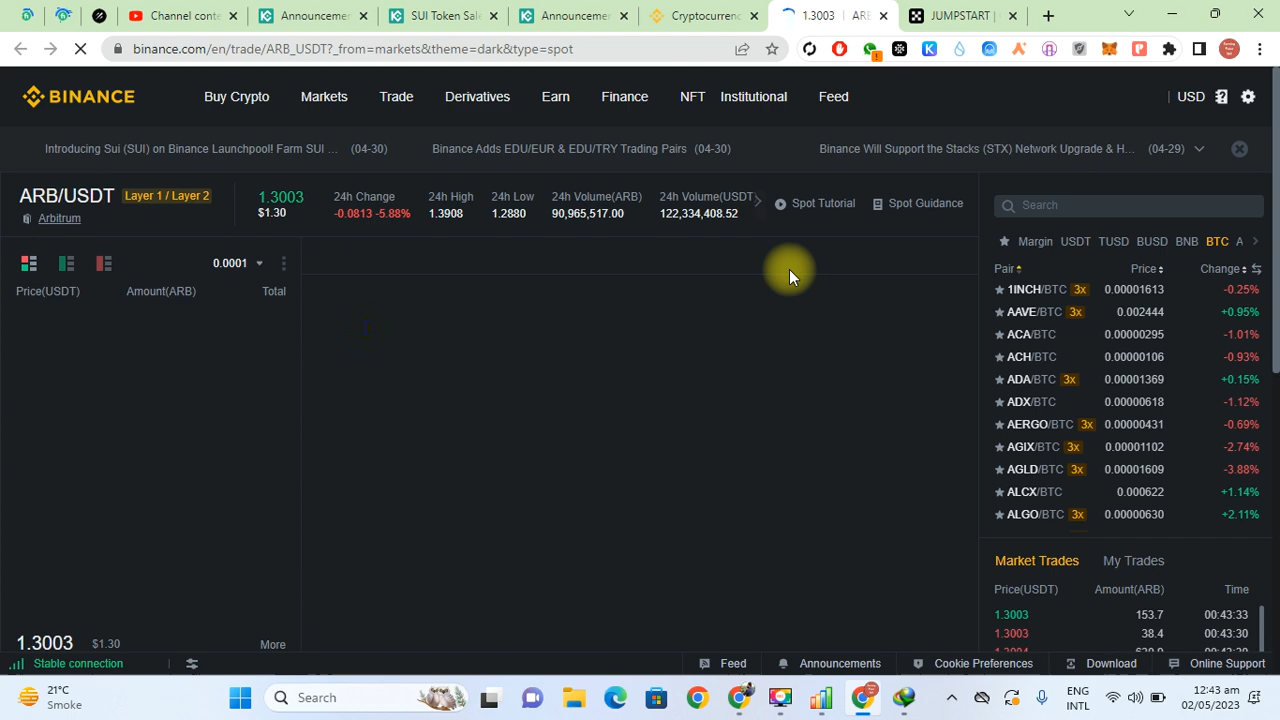 Channel conte
Announceme
SUI Token Sale
Announceme
Cryptocurrenc
1.3003 ARB
JUMPSTART |
binance.com/en/trade/ARB_USDT?_from=markets&theme=dark&type=spot
BINANCE
Buy Crypto Markets Trade Derivatives Earn Finance NFT Institutional Feed
USD
Introducing Sui (SUI) on Binance Launchpool! Farm SUI ... (04-30)
Binance Adds EDU/EUR & EDU/TRY Trading Pairs (04-30)
Binance Will Support the Stacks (STX) Network Upgrade & H... (04-29)
ARB/USDT Layer 1 / Layer 2
Arbitrum
1.3003
$1.30
24h Change
-0.0813 -5.88%
24h High
1.3908
24h Low
1.2880
24h Volume(ARB)
90,965,517.00
24h Volume(USDT)
122,334,408.52
Spot Tutorial
Spot Guidance
0.0001
Price(USDT) Amount(ARB) Total
1.3003 $1.30 More
Search
Margin USDT TUSD BUSD BNB BTC A
Pair Price Change
1INCH/BTC 3x 0.00001613 -0.25%
AAVE/BTC 3x 0.002444 +0.95%
ACA/BTC 0.00000295 -1.01%
ACH/BTC 0.00000106 -0.93%
ADA/BTC 3x 0.00001369 +0.15%
ADX/BTC 0.00000618 -1.12%
AERGO/BTC 3x 0.00000431 -0.69%
AGIX/BTC 3x 0.00001102 -2.74%
AGLD/BTC 3x 0.00001609 -3.88%
ALCX/BTC 0.000622 +1.14%
ALGO/BTC 3x 0.00000630 +2.11%
Market Trades My Trades
Price(USDT) Amount(ARB) Time
1.3003 153.7 00:43:33
1.3003 38.4 00:43:30
Stable connection
Feed Announcements Cookie Preferences Download Online Support
21°C
Smoke
Search
ENG
INTL
12:43 am
02/05/2023